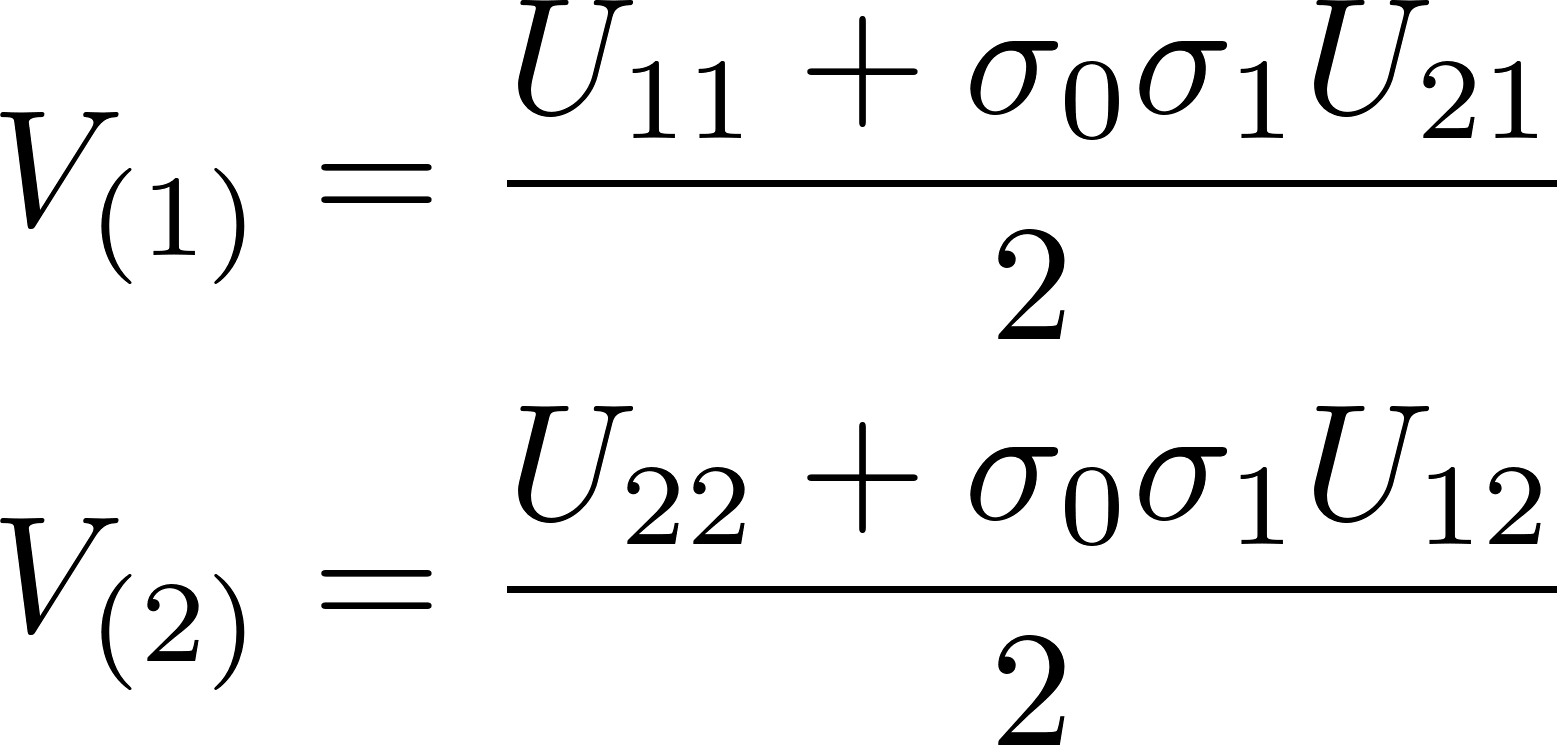 V_{(1)} = \frac{U_{11} + \sigma_0 \sigma_1 U_{21}}{2}
V_{(2)} = \frac{U_{22} + \sigma_0 \sigma_1 U_{12}}{2}